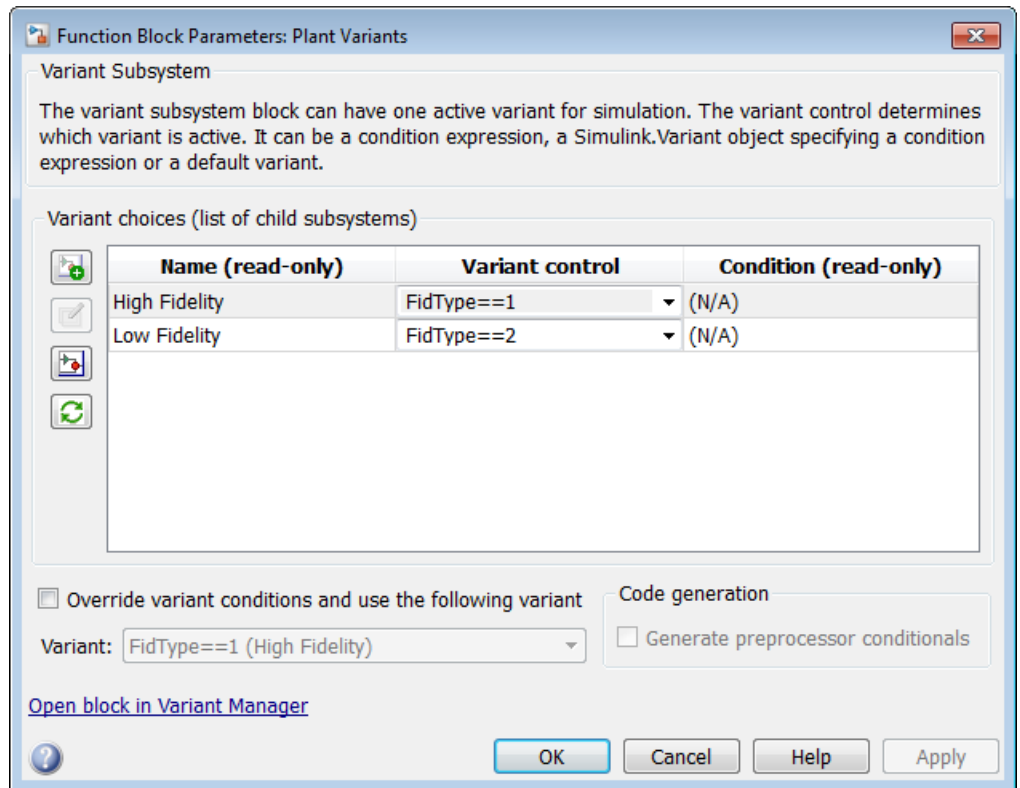 Function Block Parameters: Plant Variants
Variant Subsystem
The variant subsystem block can have one active variant for simulation. The variant control determines
which variant is active. It can be a condition expression, a Simulink.Variant object specifying a condition
expression or a default variant.
Variant choices (list of child subsystems)
Name (read-only) Variant control Condition (read-only)
High Fidelity FidType==1 (N/A)
Low Fidelity FidType==2 (N/A)
Override variant conditions and use the following variant
Variant: FidType==1 (High Fidelity)
Code generation
Generate preprocessor conditionals
Open block in Variant Manager
? OK Cancel Help Apply